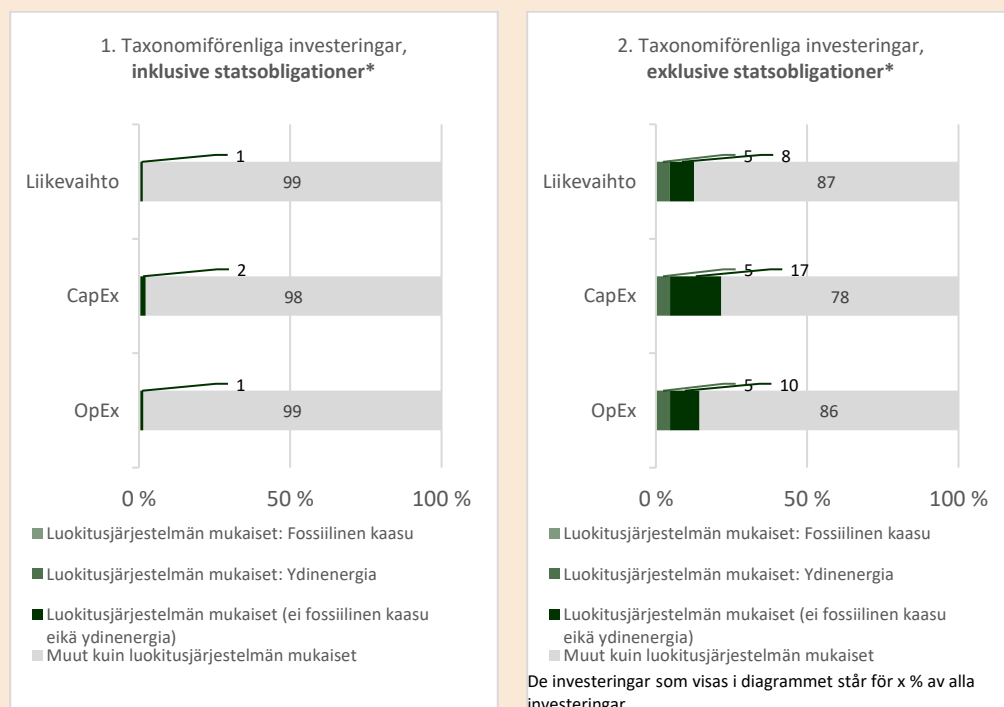 1. Taxonomiförenliga investeringar,
inklusive statsobligationer*
Liikevaihto
1
99
CapEx
2
98
OpEx
1
99
0 %
50 %
100 %
Luokitusjärjestelmän mukaiset: Fossiilinen kaasu
Luokitusjärjestelmän mukaiset: Ydinenergia
Luokitusjärjestelmän mukaiset (ei fossiilinen kaasu
eikä ydinenergia)
Muut kuin luokitusjärjestelmän mukaiset
2. Taxonomiförenliga investeringar,
exklusive statsobligationer*
Liikevaihto
5
8
87
CapEx
5
17
78
OpEx
5
10
86
0 %
50 %
100 %
Luokitusjärjestelmän mukaiset: Fossiilinen kaasu
Luokitusjärjestelmän mukaiset: Ydinenergia
Luokitusjärjestelmän mukaiset (ei fossiilinen kaasu
eikä ydinenergia)
Muut kuin luokitusjärjestelmän mukaiset
De investeringar som visas i diagrammet står för x % av alla
investeringar